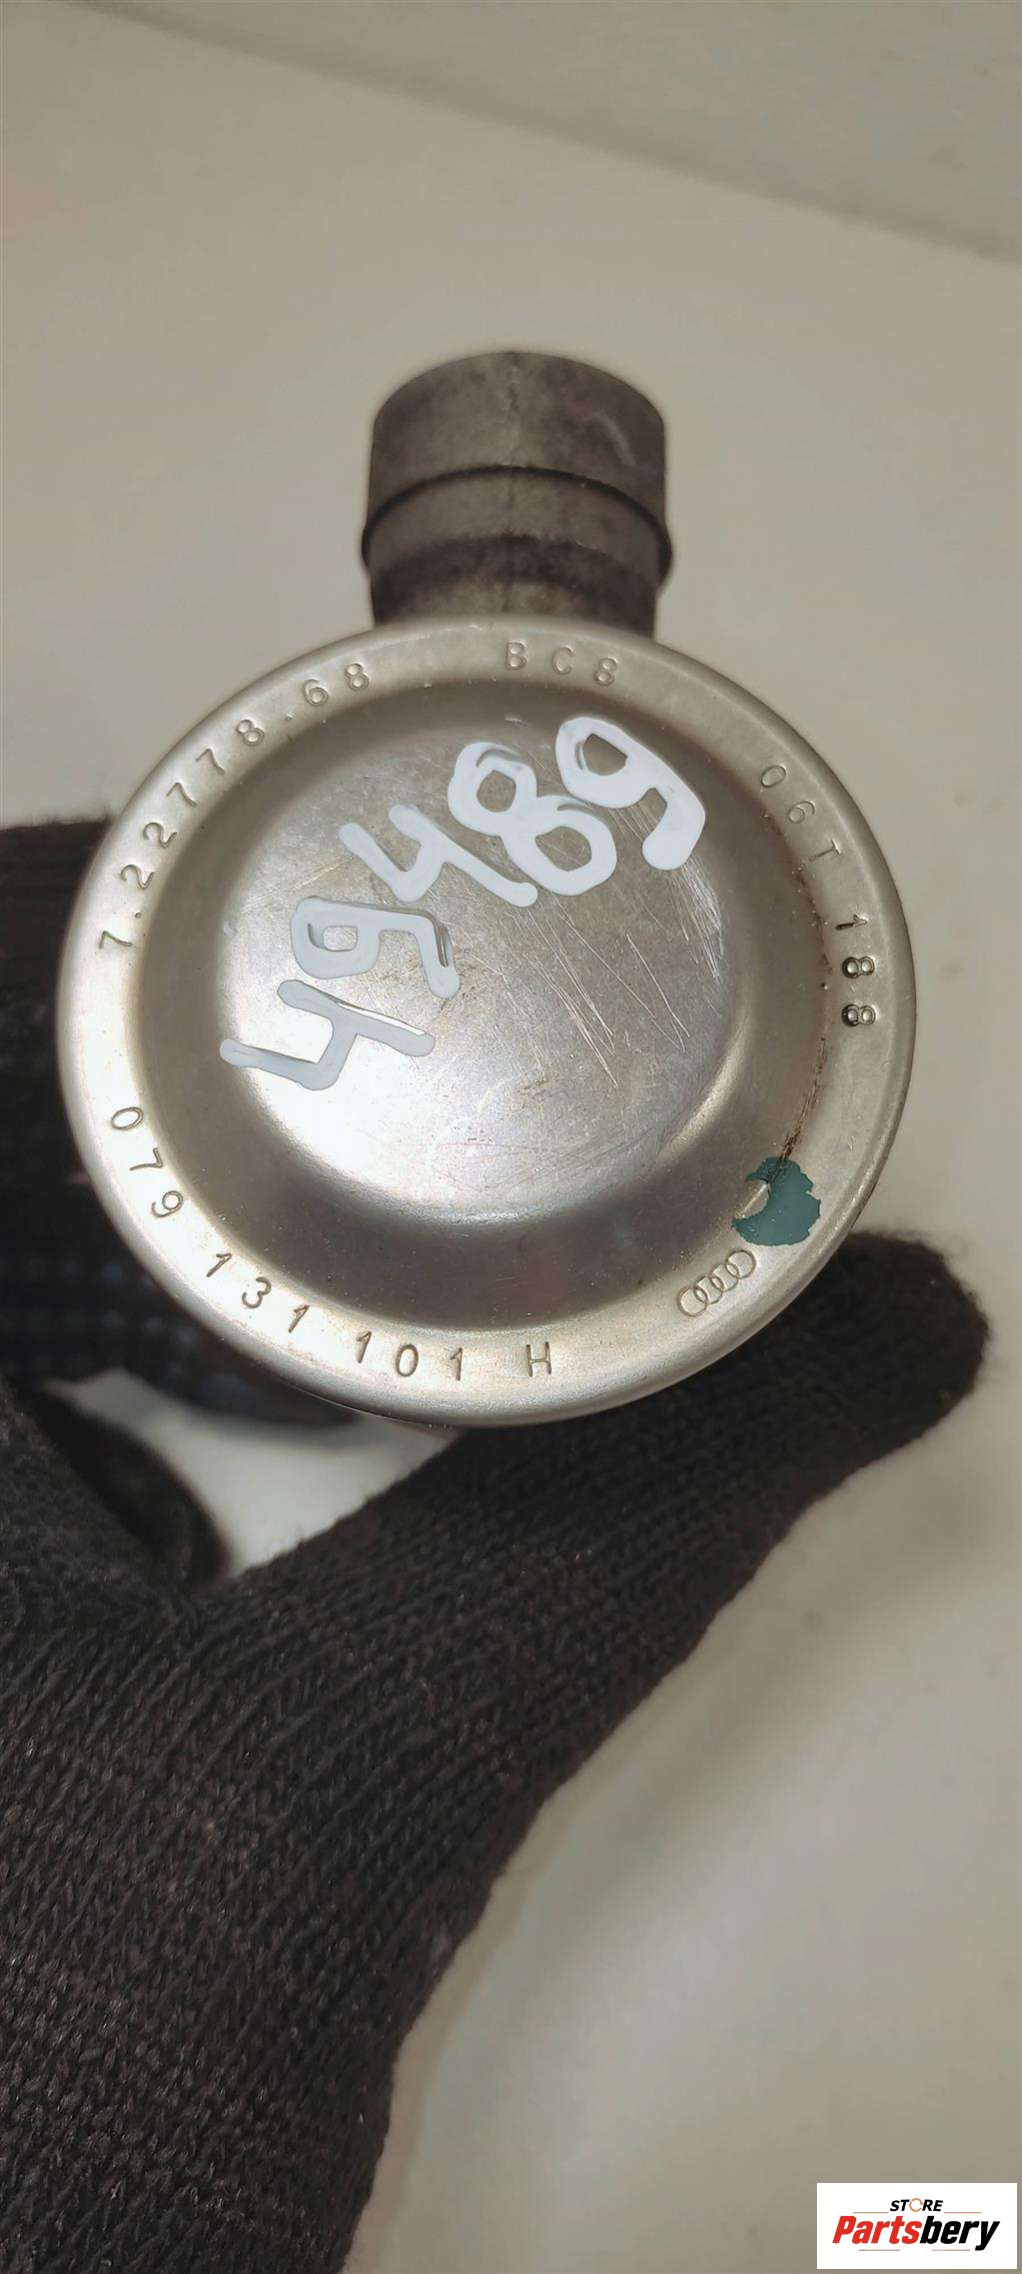 7.22778.68 BC8 06T 188
49489
079 131 101 H
STORE
Partsbery